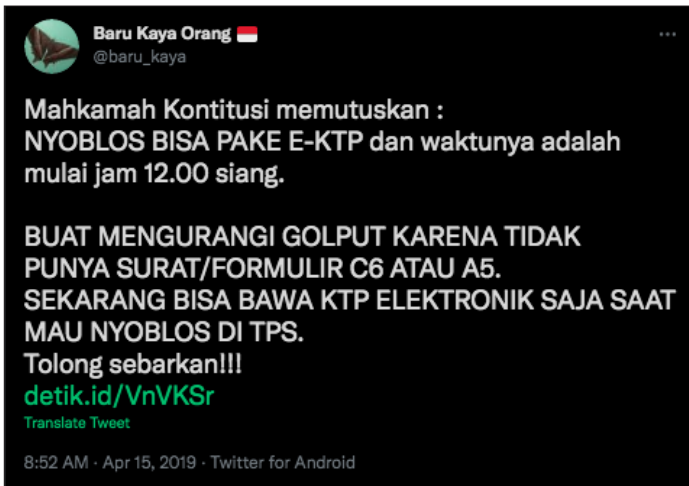 Baru Kaya Orang 🇮🇩
@baru_kaya
Mahkamah Kontitusi memutuskan :
NYOBLOS BISA PAKE E-KTP dan waktunya adalah
mulai jam 12.00 siang.
BUAT MENGURANGI GOLPUT KARENA TIDAK
PUNYA SURAT/FORMULIR C6 ATAU A5.
SEKARANG BISA BAWA KTP ELEKTRONIK SAJA SAAT
MAU NYOBLOS DI TPS.
Tolong sebarkan!!!
detik.id/VnVKSr
Translate Tweet
8:52 AM · Apr 15, 2019 · Twitter for Android